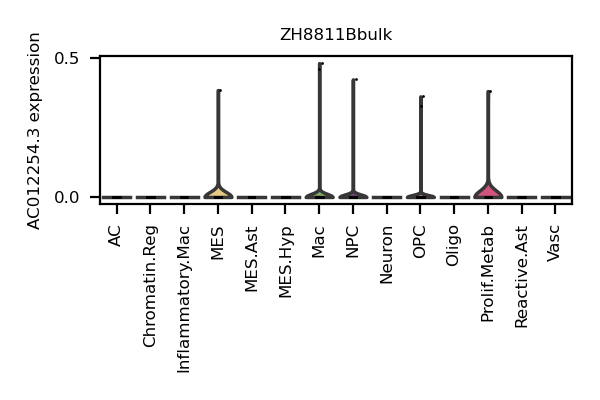 ZH8811Bbulk
AC012254.3 expression
0.5
0.0
AC
Chromatin.Reg
Inflammatory.Mac
MES
MES.Ast
MES.Hyp
Mac
NPC
Neuron
OPC
Oligo
Prolif.Metab
Reactive.Ast
Vasc